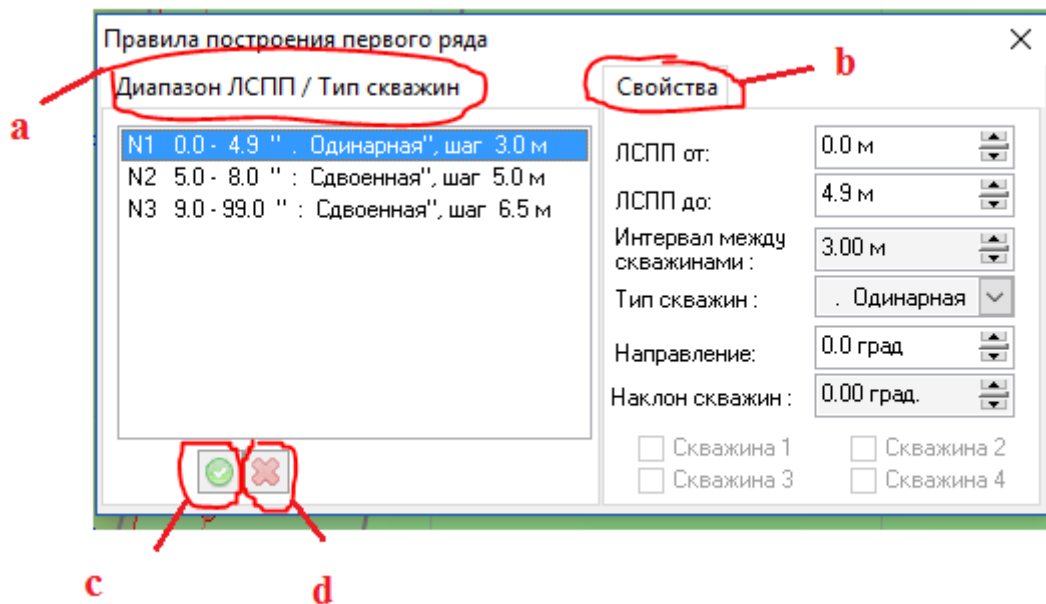 Правила построения первого ряда
Диапазон ЛСПП / Тип скважин
N1 0.0 - 4.9 " . Одинарная", шаг 3.0 м
N2 5.0 - 8.0 " : Сдвоенная", шаг 5.0 м
N3 9.0 - 99.0 " : Сдвоенная", шаг 6.5 м
Свойства
ЛСПП от: 0.0 м
ЛСПП до: 4.9 м
Интервал между
скважинами : 3.00 м
Тип скважин : . Одинарная
Направление: 0.0 град
Наклон скважин : 0.00 град.
Скважина 1 Скважина 2
Скважина 3 Скважина 4
a
b
c
d